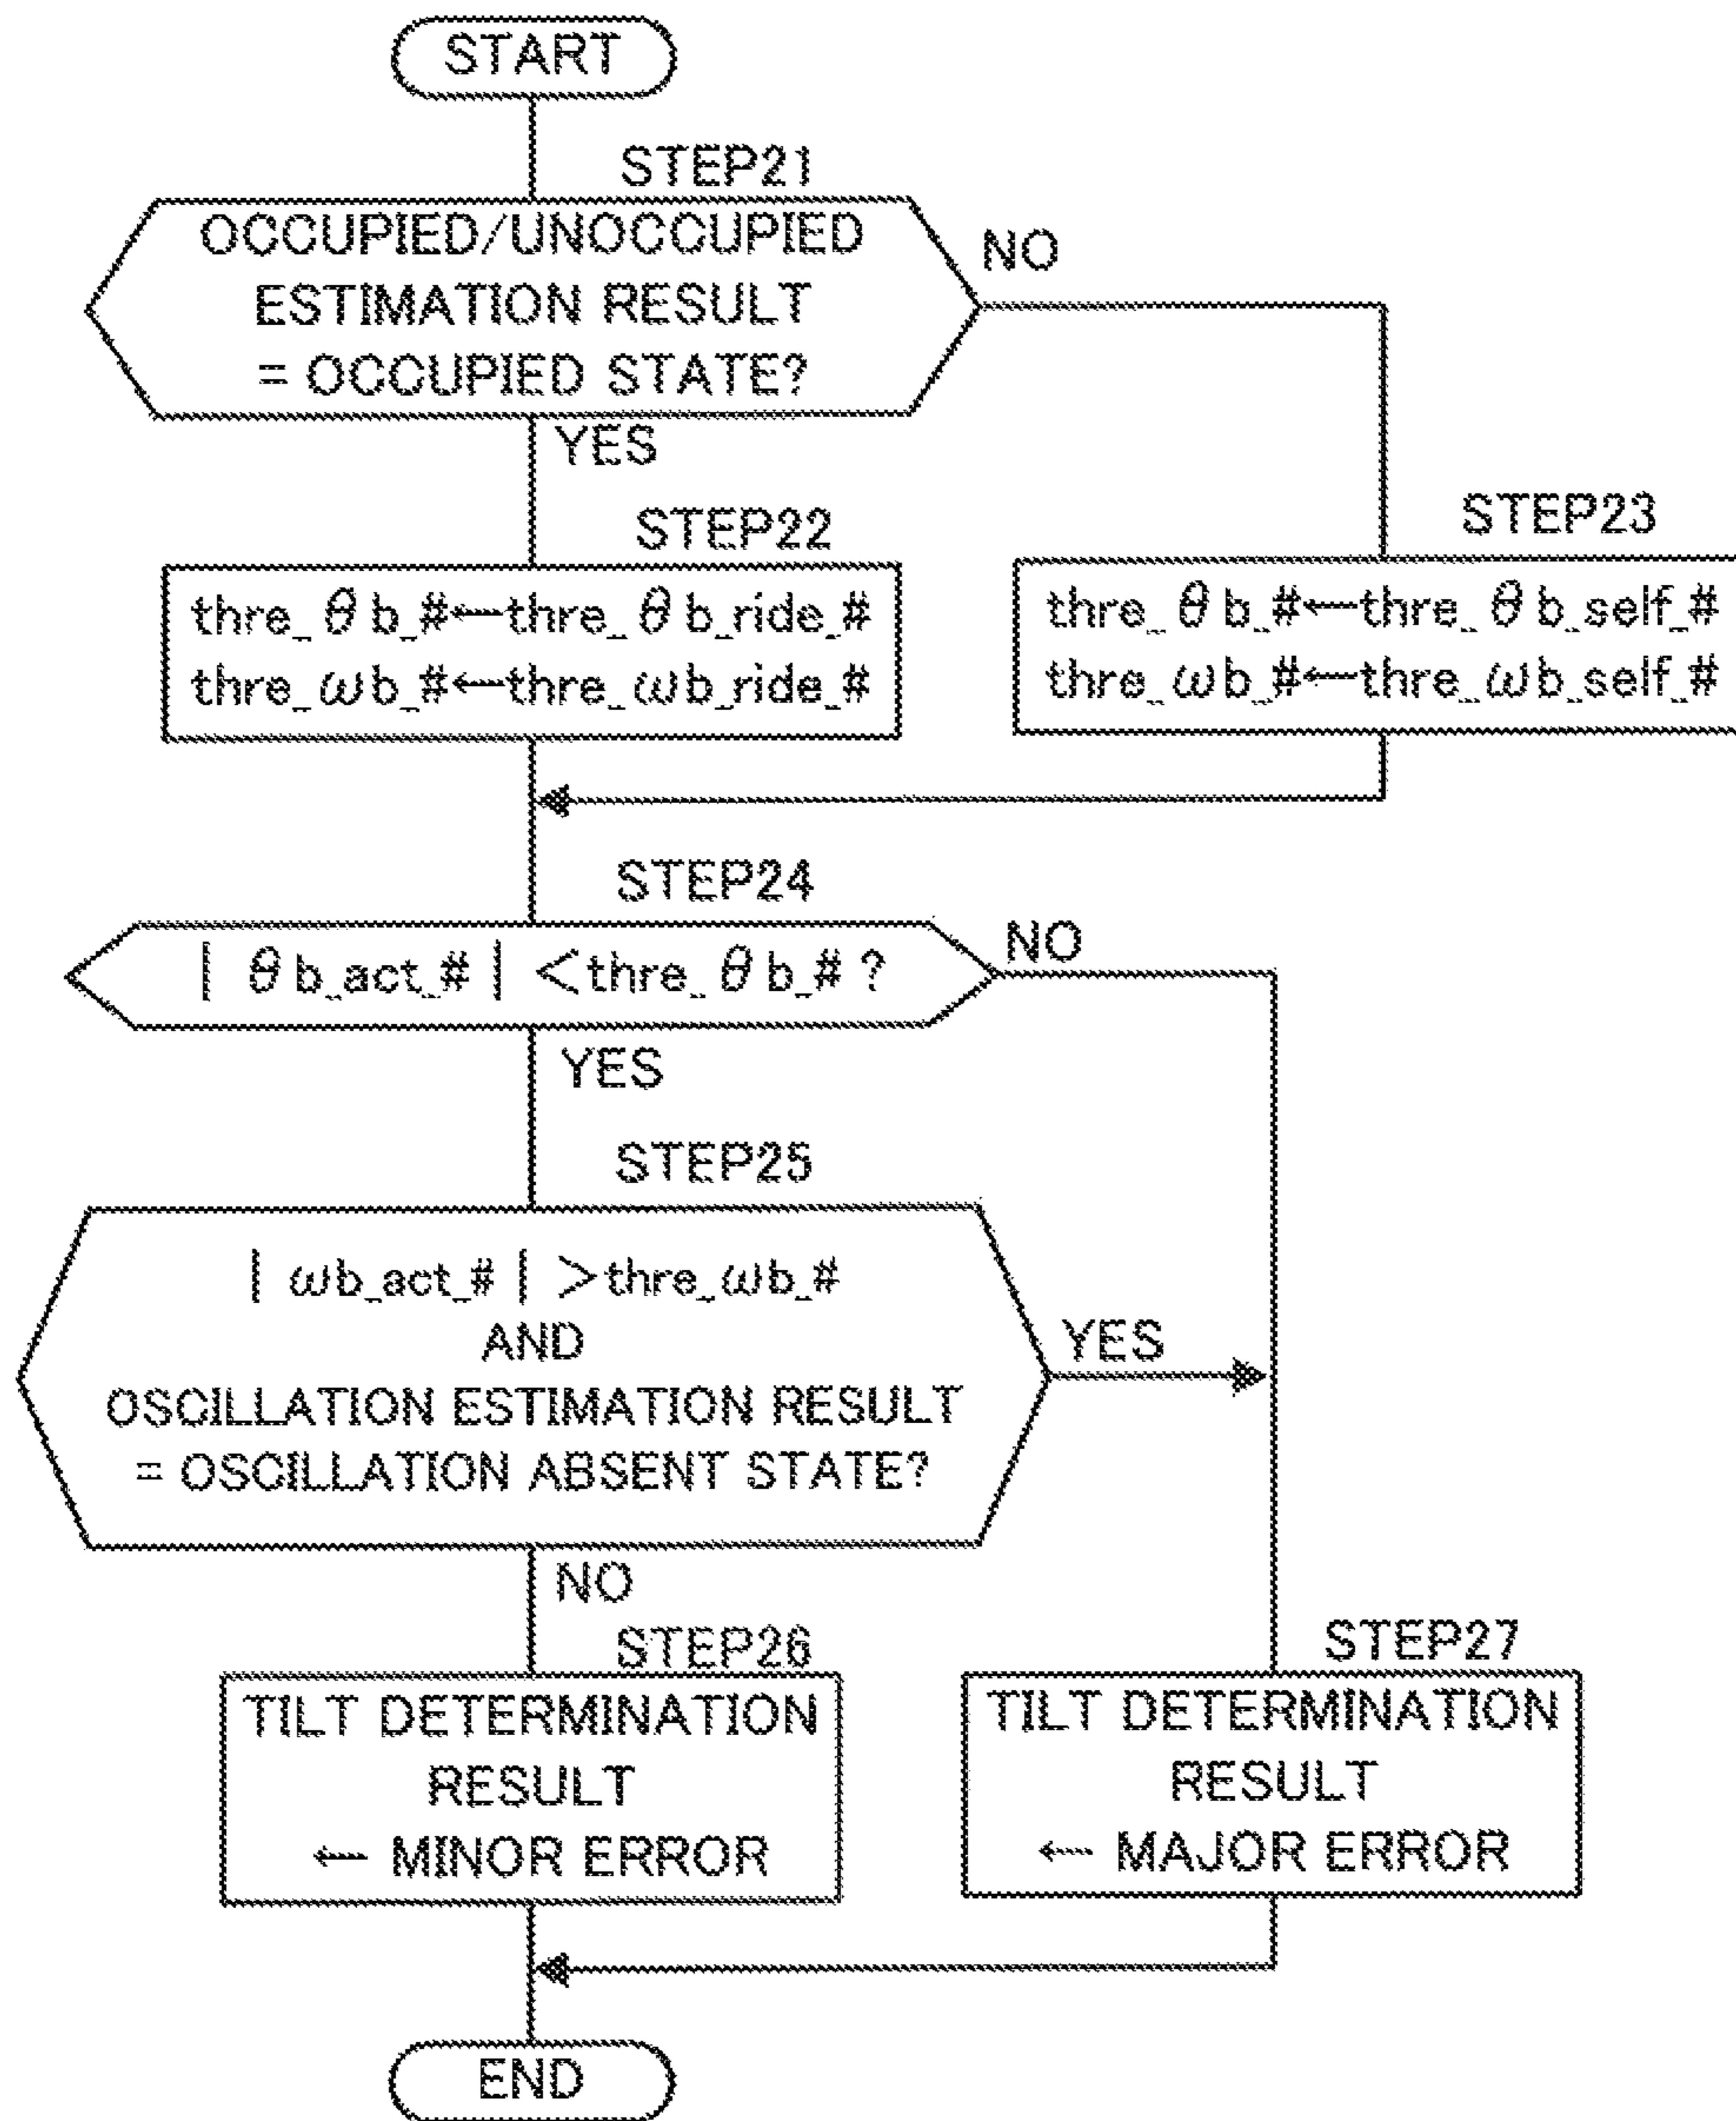 START
STEP21
OCCUPIED/UNOCCUPIED
ESTIMATION RESULT
= OCCUPIED STATE?
NO
YES
STEP22
thre_θb_#←thre_θb_ride_#
thre_ωb_#←thre_ωb_ride_#
STEP23
thre_θb_#←thre_θb_self_#
thre_ωb_#←thre_ωb_self_#
STEP24
| θb_act_# | <thre_θb_# ?
NO
YES
STEP25
| ωb_act_# | >thre_ωb_#
AND
OSCILLATION ESTIMATION RESULT
= OSCILLATION ABSENT STATE?
YES
NO
STEP26
TILT DETERMINATION
RESULT
← MINOR ERROR
STEP27
TILT DETERMINATION
RESULT
← MAJOR ERROR
END